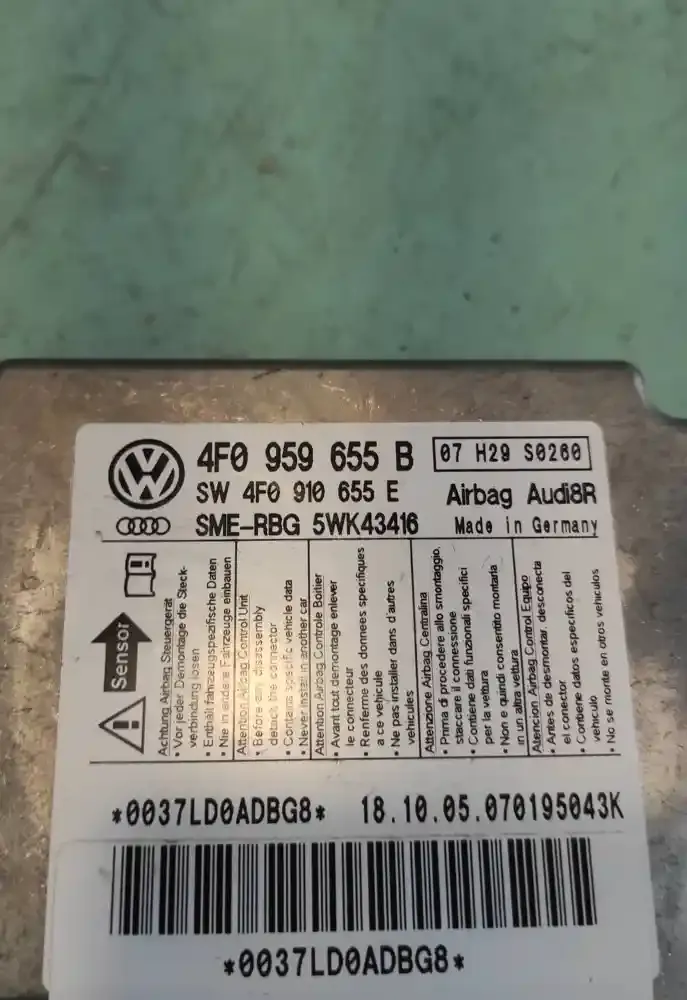 4F0 959 655 B
07 H29 S0260
SW 4F0 910 655 E
Airbag Audi8R
SME-RBG 5WK43416
Made in Germany
Sensor
Achtung Airbag Steuergerät
• Vor jeder Demontage die Steck-
verbindung lösen
• Enthält fahrzeugspezifische Daten
• Nie in andere Fahrzeuge einbauen
Attention Airbag Control Unit
• Before any disassembly
detach the connector
• Contains specific vehicle data
• Never install in another car
Attention Airbag Controle Boitier
• Avant tout demontage enlever
le connecteur
• Renferme des donnees specifiques
a ce vehicule
• Ne pas installer dans d'autres
vehicules
Attenzione Airbag Centralina
• Prima di procedere allo smontaggio,
staccare il connessione
• Contiene dati funzionali specifici
per la vettura
• Non e quindi consentito montarla
in un altra vettura
Atencion Airbag Control Equipo
• Antes de desmontar, desconecta
el conector
• Contiene datos especificos del
vehiculo
• No se monte en otros vehiculos
*0037LD0ADBG8*
18.10.05.070195043K
*0037LD0ADBG8*